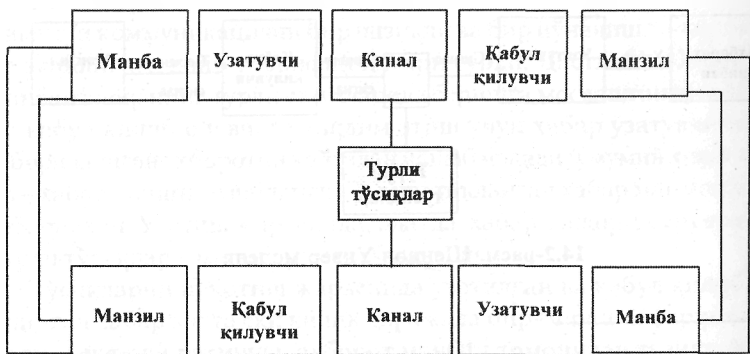 Манба
Узатувчи
Канал
Қабул
қилувчи
Манзил
Турли
тўсиқлар
Манзил
Қабул
қилувчи
Канал
Узатувчи
Манба